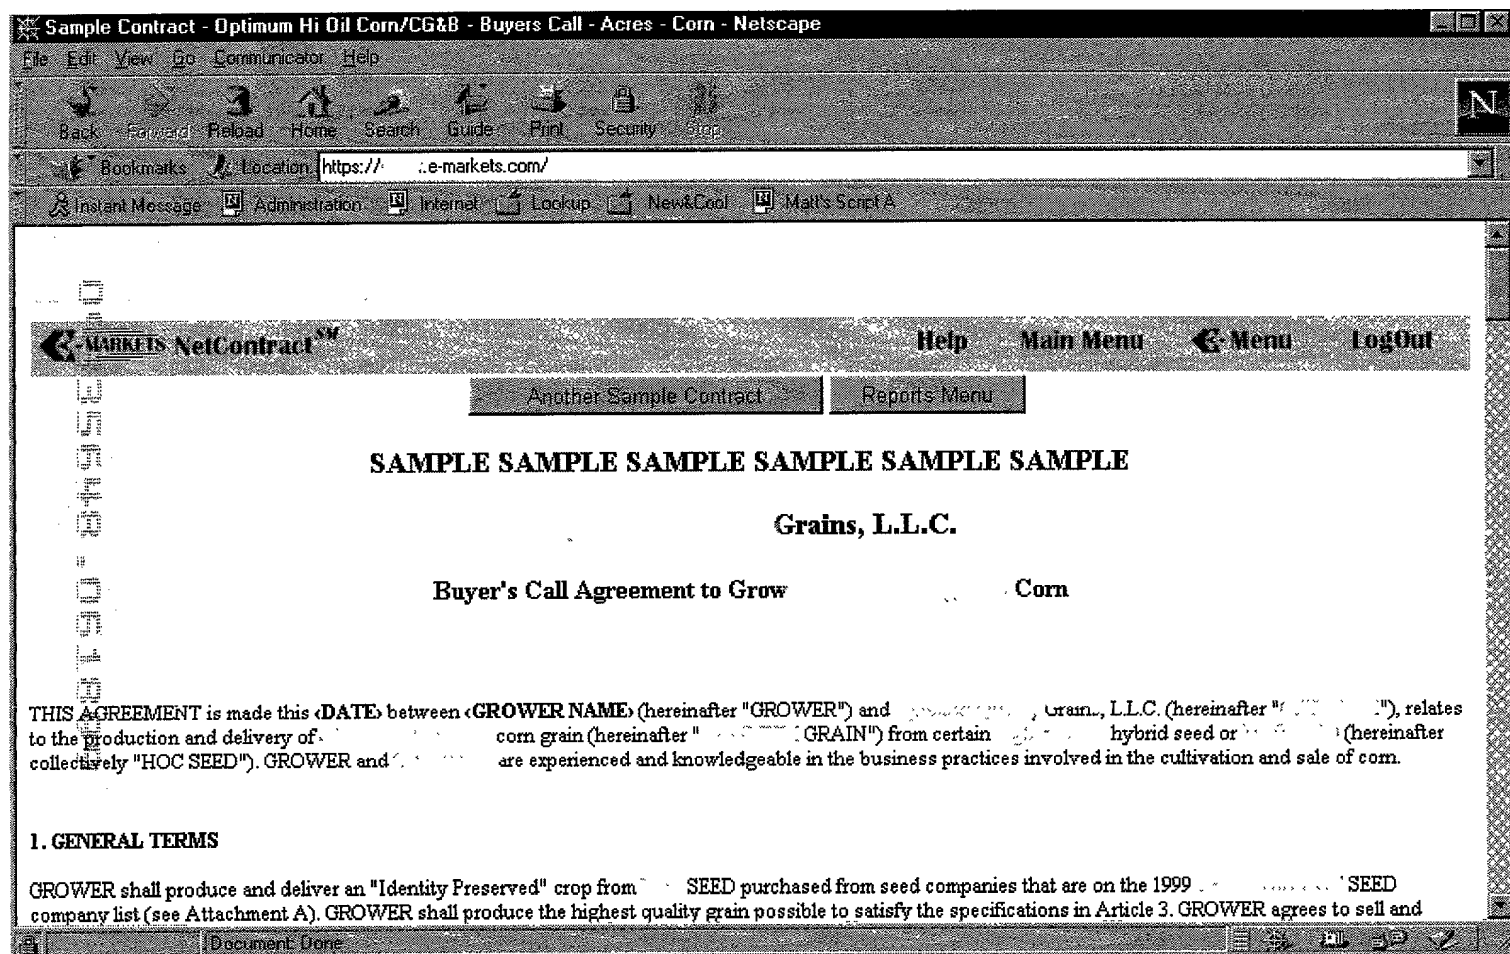 Sample Contract - Optimum Hi Oil Corn/CG&B - Buyers Call - Acres - Corn - Netscape
File Edit View Go Communicator Help
Back Forward Reload Home Search Guide Print Security Stop
N
Bookmarks Location: https:// .e-markets.com/
Instant Message Administration Internet Lookup New&Cool Matt's Script A
-MARKETS NetContract SM Help Main Menu -Menu LogOut
Another Sample Contract Reports Menu
SAMPLE SAMPLE SAMPLE SAMPLE SAMPLE SAMPLE
Grains, L.L.C.
Buyer's Call Agreement to Grow Corn
THIS AGREEMENT is made this <DATE> between <GROWER NAME> (hereinafter "GROWER") and , Grains, L.L.C. (hereinafter " "), relates
to the production and delivery of corn grain (hereinafter " GRAIN") from certain hybrid seed or (hereinafter
collectively "HOC SEED"). GROWER and are experienced and knowledgeable in the business practices involved in the cultivation and sale of corn.
1. GENERAL TERMS
GROWER shall produce and deliver an "Identity Preserved" crop from SEED purchased from seed companies that are on the 1999 SEED
company list (see Attachment A). GROWER shall produce the highest quality grain possible to satisfy the specifications in Article 3. GROWER agrees to sell and
Document: Done